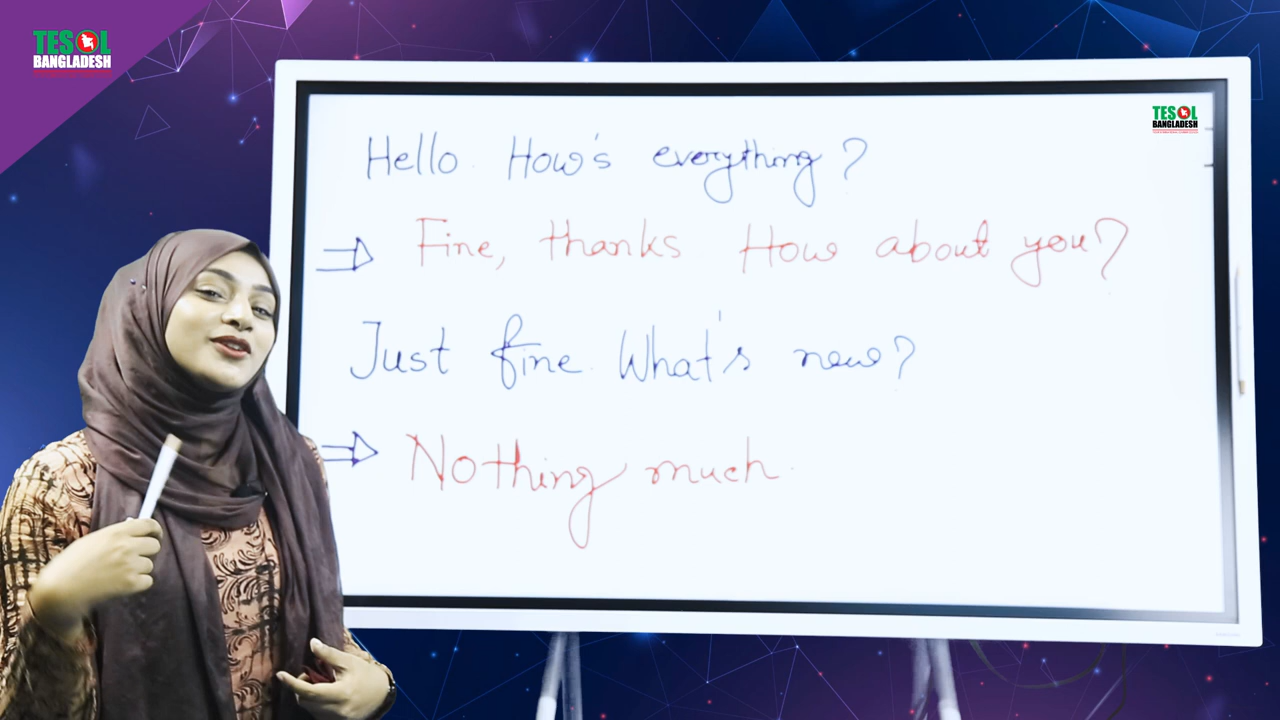 TESOL
BANGLADESH
TESOL
BANGLADESH
Hello. How's everything?
⇒ Fine, thanks How about you?
Just fine. What's new?
⇒ Nothing much.